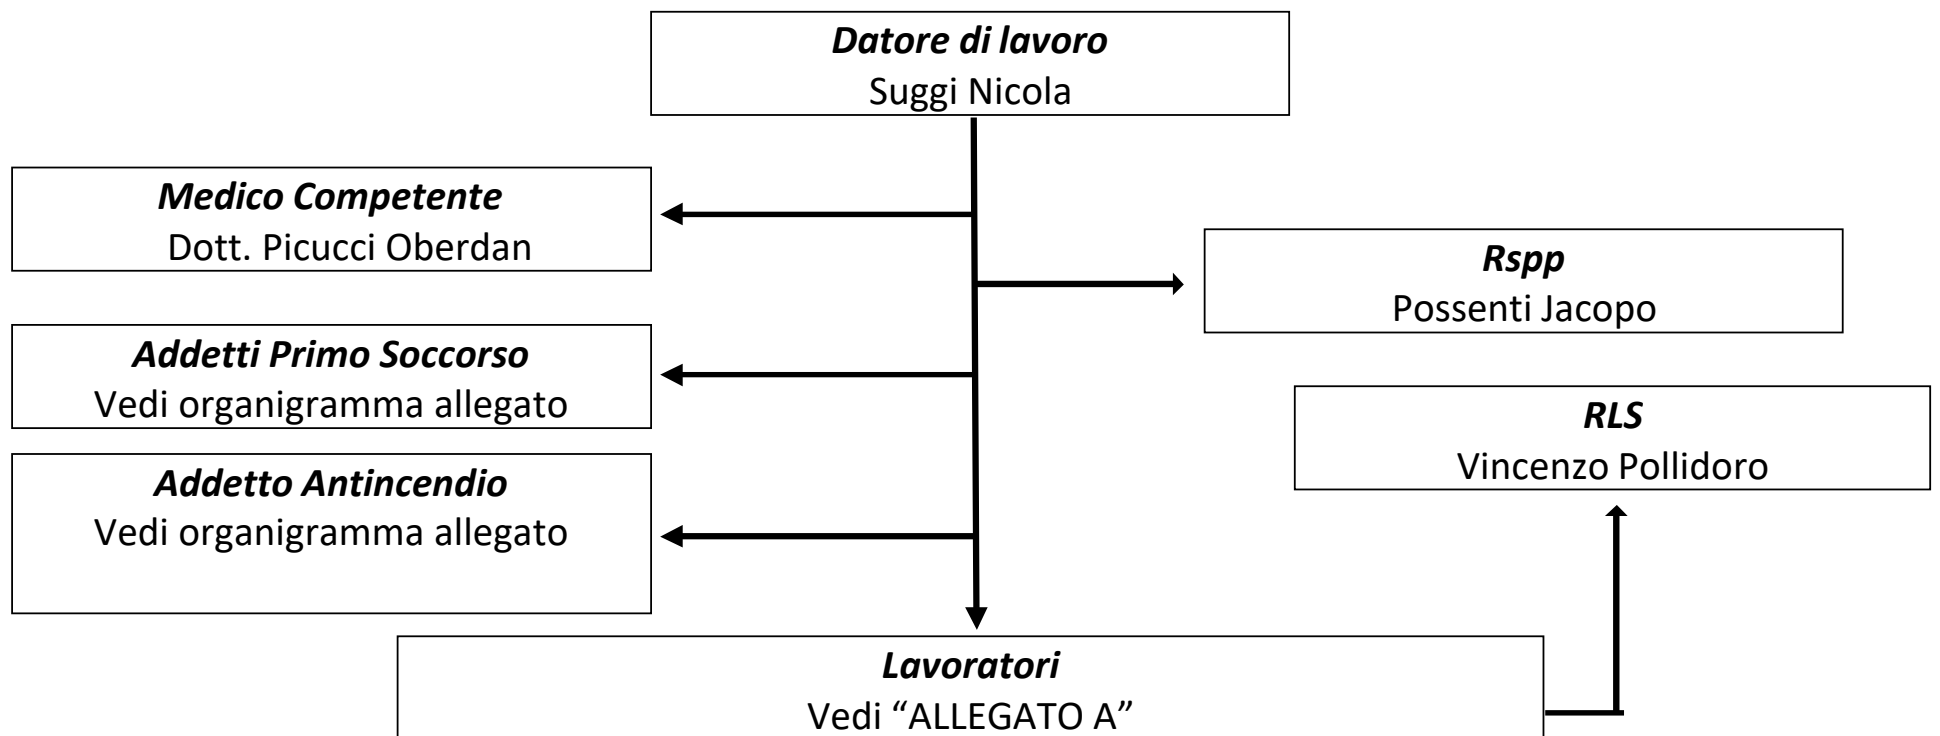 Datore di lavoro
Suggi Nicola
Medico Competente
Dott. Picucci Oberdan
Rspp
Possenti Jacopo
Addetti Primo Soccorso
Vedi organigramma allegato
RLS
Vincenzo Pollidoro
Addetto Antincendio
Vedi organigramma allegato
Lavoratori
Vedi “ALLEGATO A”